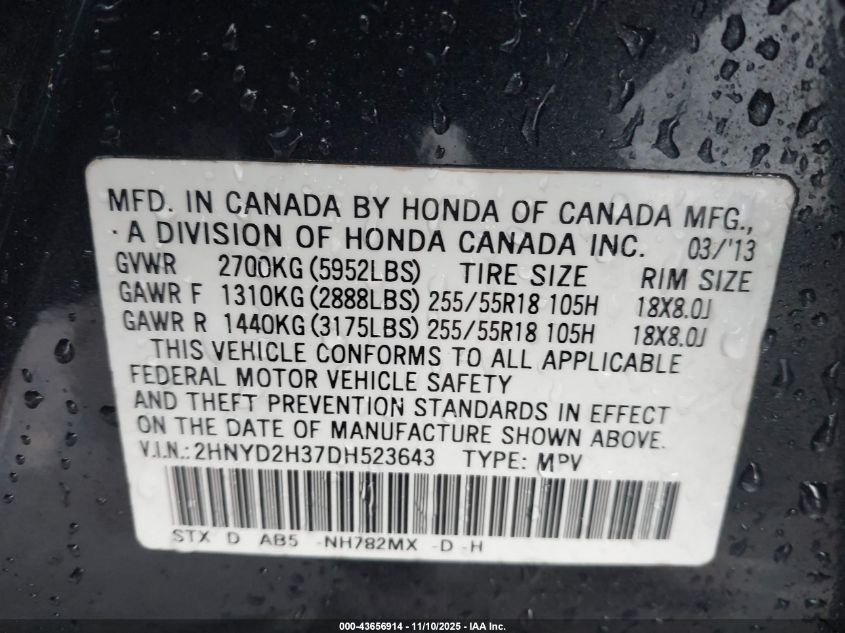 MFD. IN CANADA BY HONDA OF CANADA MFG.,
· A DIVISION OF HONDA CANADA INC. 03/'13
GVWR 2700KG (5952LBS) TIRE SIZE RIM SIZE
GAWR F 1310KG (2888LBS) 255/55R18 105H 18X8.0J
GAWR R 1440KG (3175LBS) 255/55R18 105H 18X8.0J
THIS VEHICLE CONFORMS TO ALL APPLICABLE
FEDERAL MOTOR VEHICLE SAFETY
AND THEFT PREVENTION STANDARDS IN EFFECT
ON THE DATE OF MANUFACTURE SHOWN ABOVE.
V.I.N.: 2HNYD2H37DH523643 TYPE: MPV
STX D AB5 -NH782MX -D -H
000-43656914 - 11/10/2025 - IAA Inc.